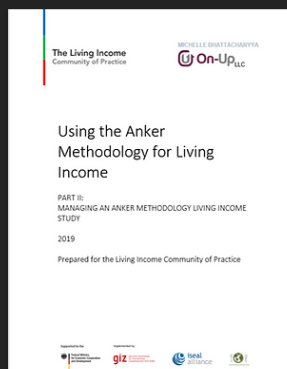 The Living Income
Community of Practice
MICHELLE BHATTACHARYYA
On-Up LLC
Using the Anker
Methodology for Living
Income
PART II:
MANAGING AN ANKER METHODOLOGY LIVING INCOME
STUDY
2019
Prepared for the Living Income Community of Practice
giz
iseal
alliance